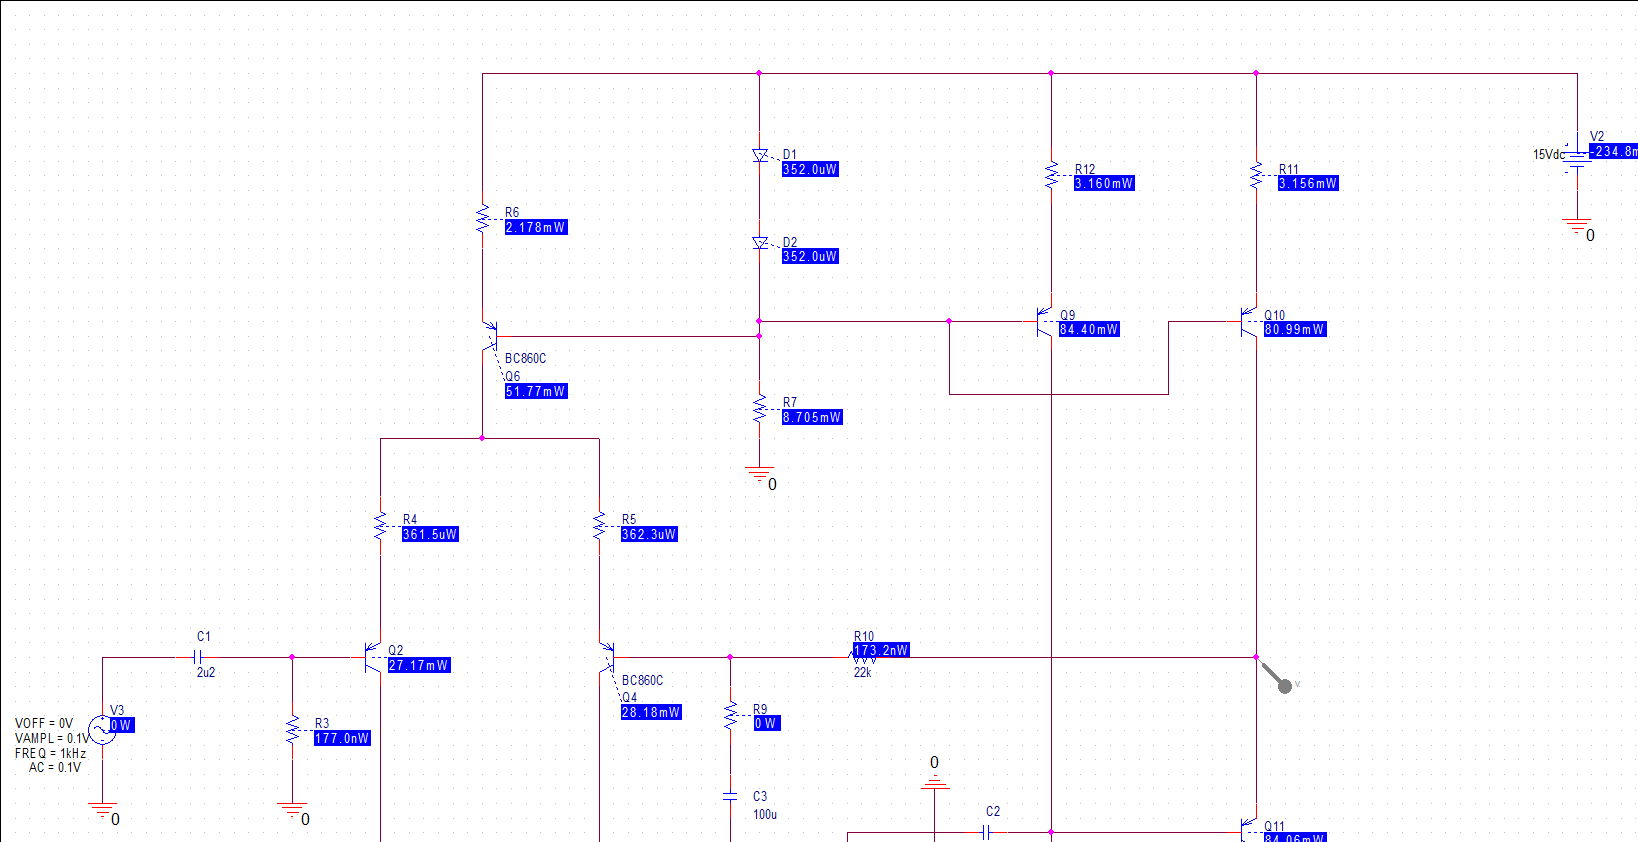 V2
15Vdc
-234.8m
D1
352.0uW
R12
3.160mW
R11
3.156mW
R6
2.178mW
D2
352.0uW
0
Q9
84.40mW
Q10
80.99mW
BC860C
Q6
51.77mW
R7
8.705mW
0
R4
361.5uW
R5
362.3uW
C1
2u2
Q2
27.17mW
R10
173.2nW
22k
BC860C
Q4
28.18mW
V
V3
0W
VOFF = 0V
VAMPL = 0.1V
FREQ = 1kHz
AC = 0.1V
R3
177.0nW
R9
0W
0
0
0
C3
100u
C2
Q11
84.06mW